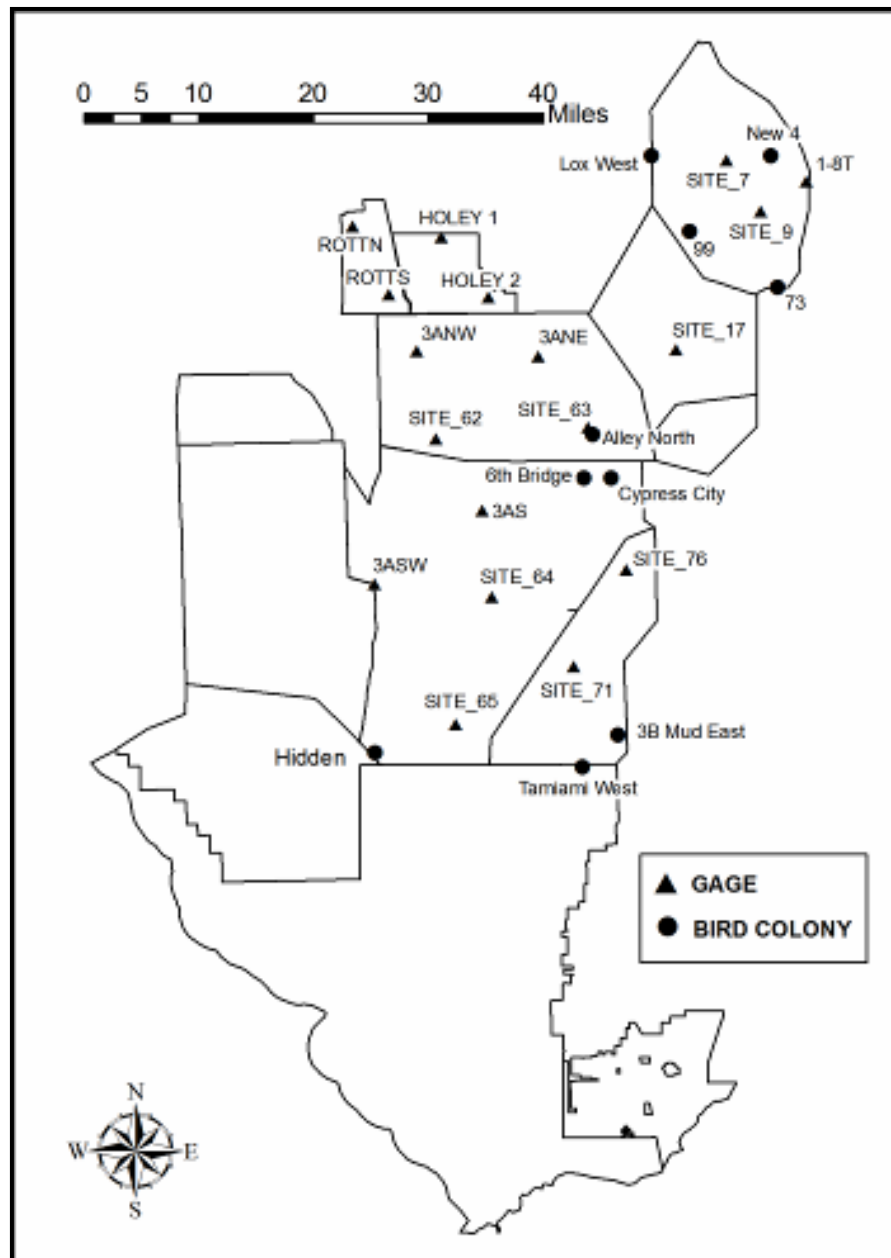 0 5 10 20 30 40
Miles
New 4
Lox West
1-8T
SITE_7
SITE_9
99
HOLEY 1
ROTTN
ROTTS
HOLEY 2
73
3ANW
3ANE
SITE_17
SITE_62
SITE_63
Alley North
6th Bridge
Cypress City
3AS
3ASW
SITE_64
SITE_76
SITE_71
SITE_65
3B Mud East
Hidden
Tamiami West
GAGE
BIRD COLONY
N
W E
S